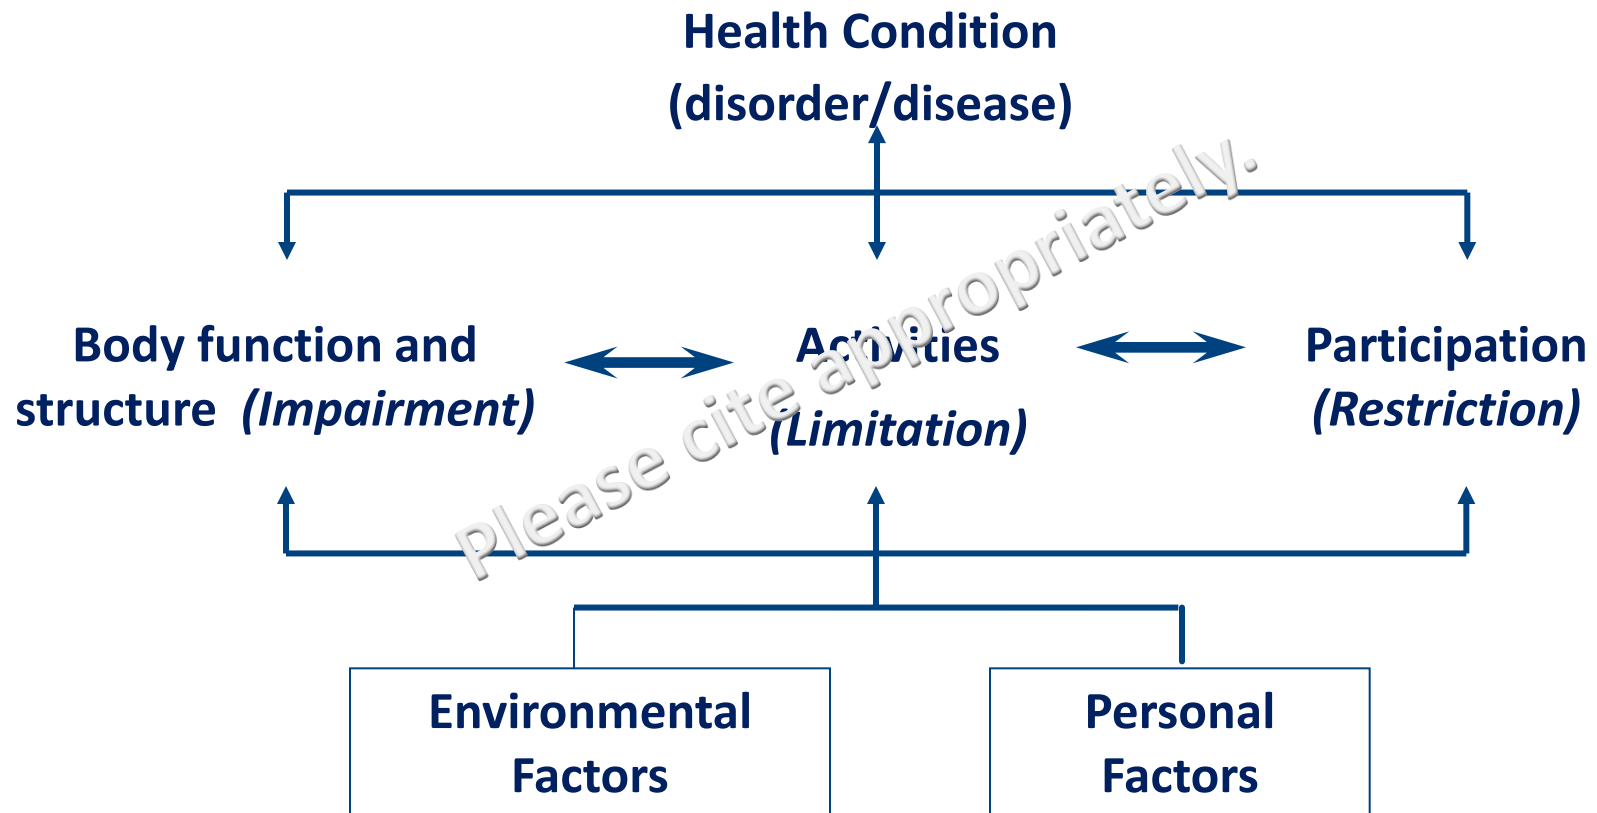 Health Condition
(disorder/disease)
Please cite appropriately.
Body function and
structure (Impairment)
Activities
(Limitation)
Participation
(Restriction)
Environmental
Factors
Personal
Factors